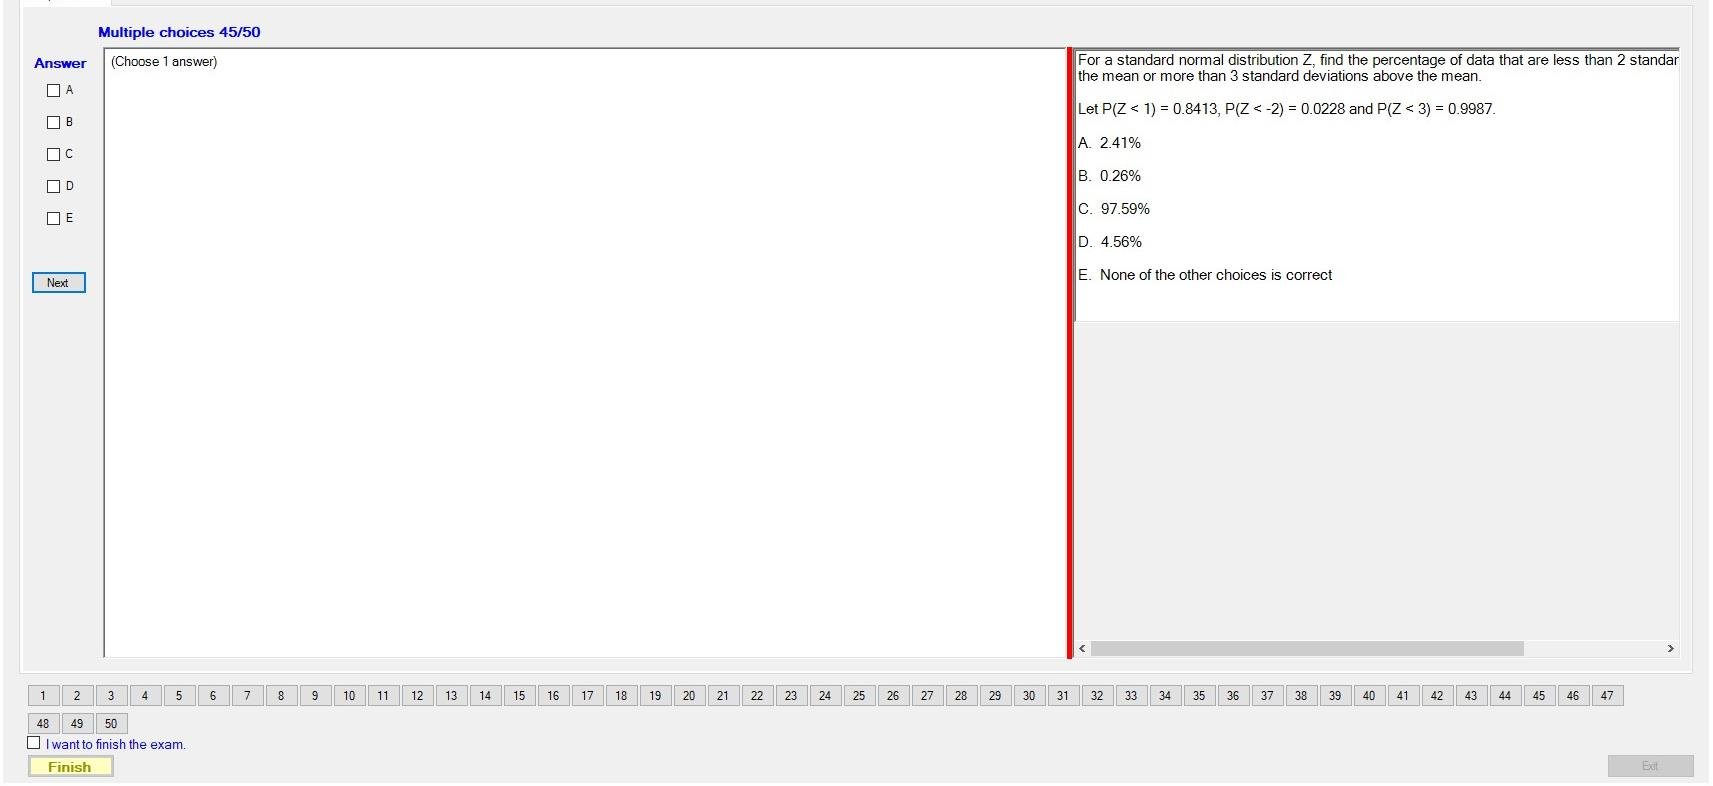 Multiple choices 45/50
Answer
(Choose 1 answer)
A
B
C
D
E
Next
For a standard normal distribution Z, find the percentage of data that are less than 2 standar
the mean or more than 3 standard deviations above the mean.
Let P(Z < 1) = 0.8413, P(Z < -2) = 0.0228 and P(Z < 3) = 0.9987.
A. 2.41%
B. 0.26%
C. 97.59%
D. 4.56%
E. None of the other choices is correct
1 2 3 4 5 6 7 8 9 10 11 12 13 14 15 16 17 18 19 20 21 22 23 24 25 26 27 28 29 30 31 32 33 34 35 36 37 38 39 40 41 42 43 44 45 46 47
48 49 50
I want to finish the exam.
Finish
Exit